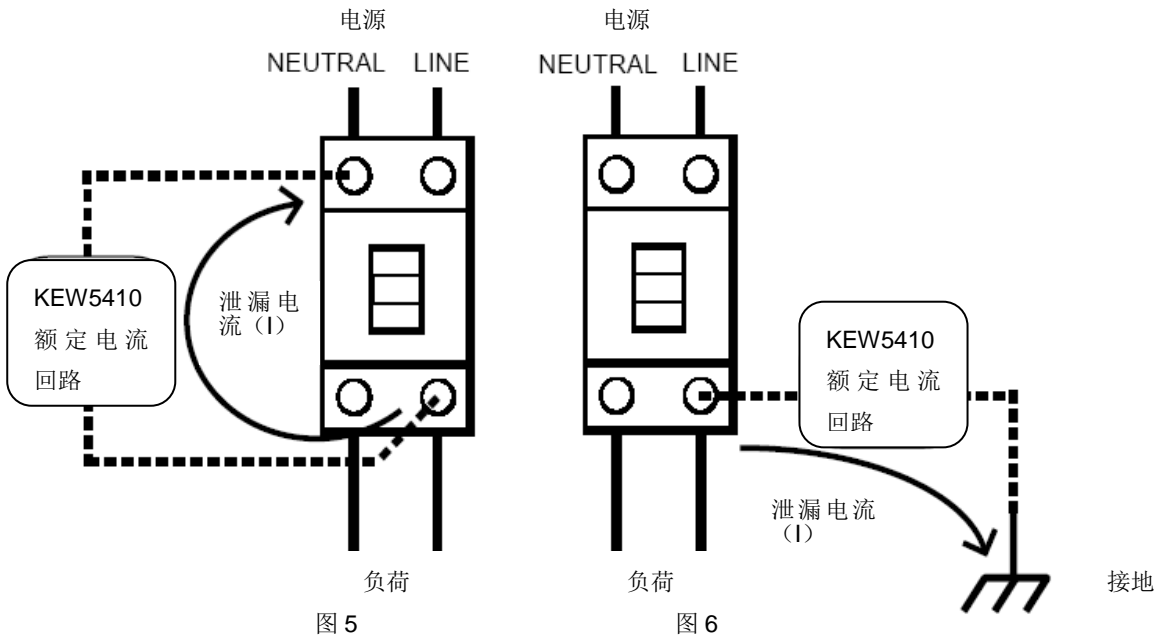 电源
NEUTRAL LINE
KEW5410
额定电流
回路
泄漏电
流（I）
负荷
图 5
电源
NEUTRAL LINE
KEW5410
额定电流
回路
泄漏电流
（I）
负荷
接地
图 6